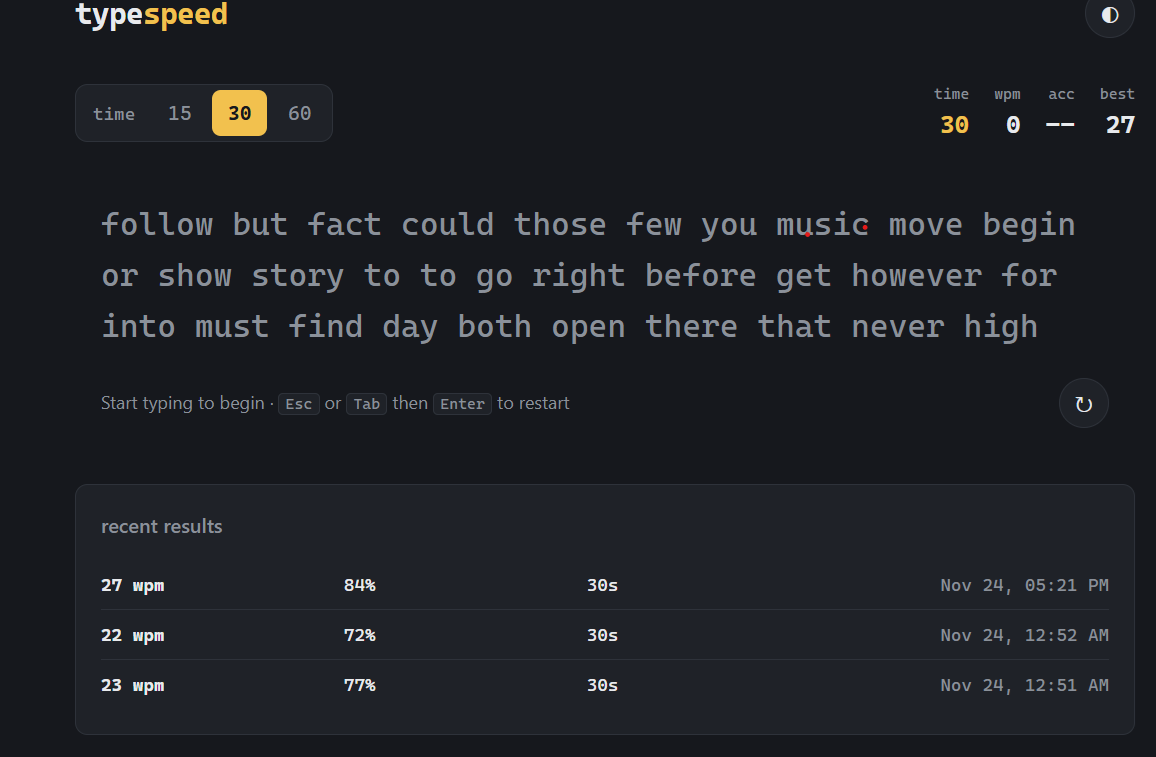 typespeed
time 15 30 60
time wpm acc best
30 0 —— 27
follow but fact could those few you music move begin
or show story to to go right before get however for
into must find day both open there that never high
Start typing to begin · Esc or Tab then Enter to restart
recent results
27 wpm 84% 30s Nov 24, 05:21 PM
22 wpm 72% 30s Nov 24, 12:52 AM
23 wpm 77% 30s Nov 24, 12:51 AM